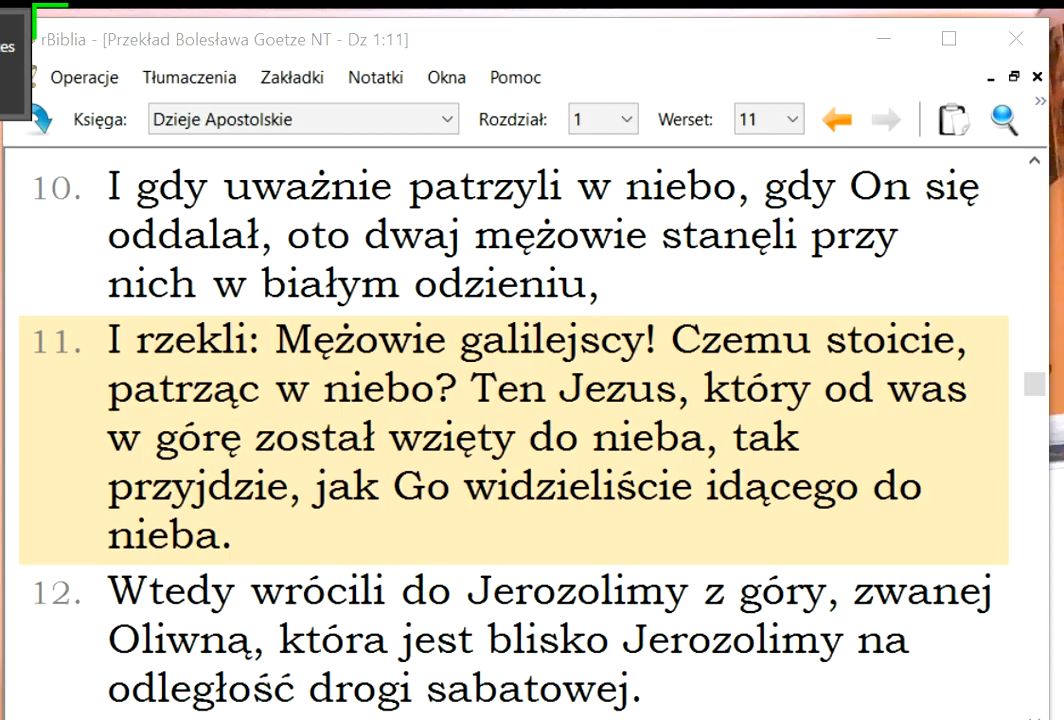 es
rBiblia - [Przekład Bolesława Goetze NT - Dz 1:11]
Operacje Tłumaczenia Zakładki Notatki Okna Pomoc
Księga: Dzieje Apostolskie Rozdział: 1 Werset: 11
10. I gdy uważnie patrzyli w niebo, gdy On się
oddalał, oto dwaj mężowie stanęli przy
nich w białym odzieniu,
11. I rzekli: Mężowie galilejscy! Czemu stoicie,
patrząc w niebo? Ten Jezus, który od was
w górę został wzięty do nieba, tak
przyjdzie, jak Go widzieliście idącego do
nieba.
12. Wtedy wrócili do Jerozolimy z góry, zwanej
Oliwną, która jest blisko Jerozolimy na
odległość drogi sabatowej.